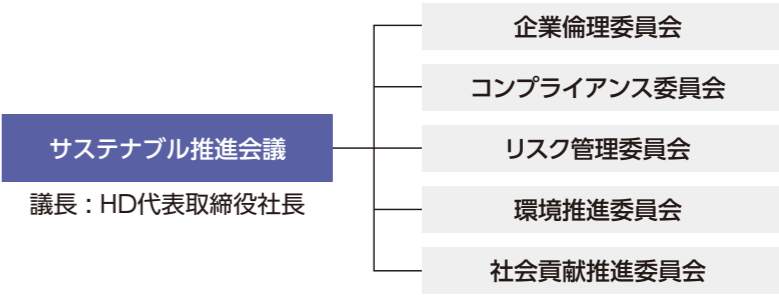 企業倫理委員会
コンプライアンス委員会
サステナブル推進会議
リスク管理委員会
議長：HD代表取締役社長
環境推進委員会
社会貢献推進委員会